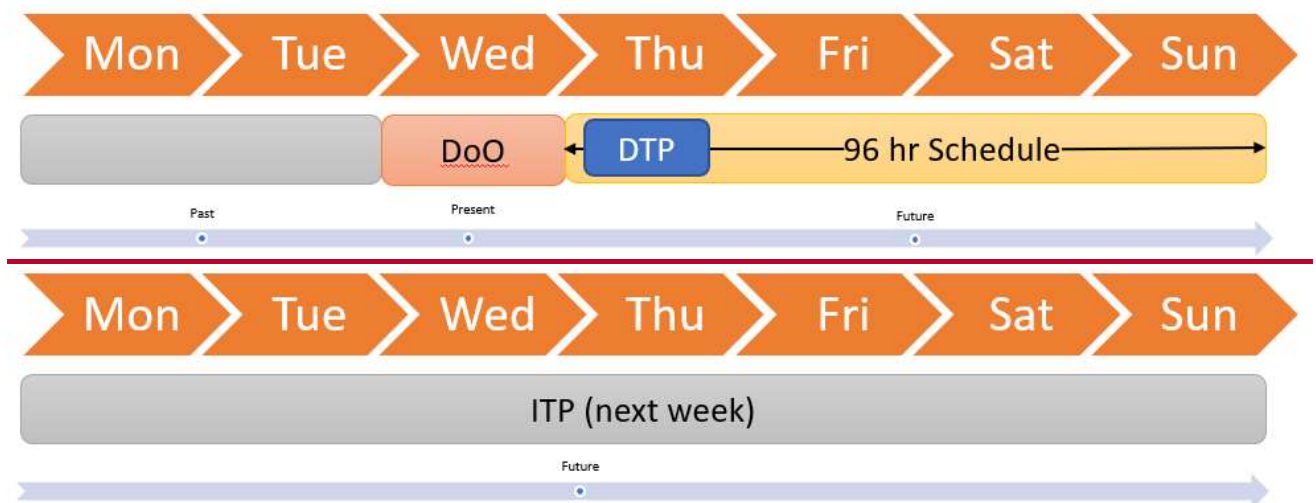 Mon Tue Wed Thu Fri Sat Sun
DoO DTP 96 hr Schedule
Past Present Future
Mon Tue Wed Thu Fri Sat Sun
ITP (next week)
Future